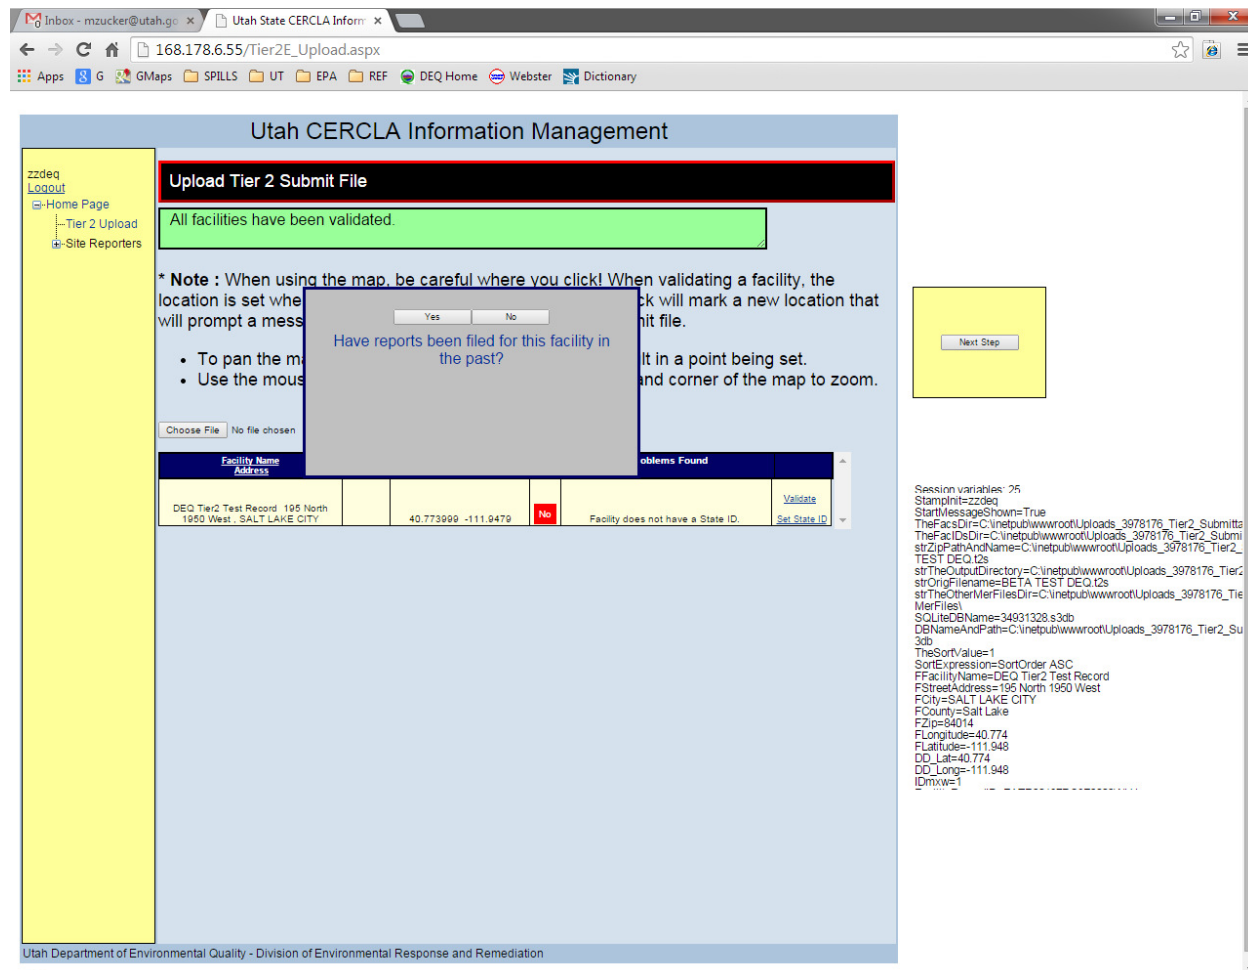 Inbox - mzucker@utah.go
Utah State CERCLA Inform
168.178.6.55/Tier2E_Upload.aspx
Apps G GMaps SPILLS UT EPA REF DEQ Home Webster Dictionary
Utah CERCLA Information Management
zzdeq
Logout
Home Page
Tier 2 Upload
Site Reporters
Upload Tier 2 Submit File
All facilities have been validated.
* Note : When using the map, be careful where you click! When validating a facility, the
location is set whe ck will mark a new location that
will prompt a mess nit file.
• To pan the ma lt in a point being set.
• Use the mous and corner of the map to zoom.
Yes No
Have reports been filed for this facility in
the past?
Choose File No file chosen
Facility Name
Address
oblems Found
DEQ Tier2 Test Record 195 North
1950 West , SALT LAKE CITY
40.773999 -111.9479
No
Facility does not have a State ID.
Validate
Set State ID
Next Step
Session variables: 25
StampInit=zzdeq
StartMessageShown=True
TheFacsDir=C:\inetpub\wwwroot\Uploads_3978176_Tier2_Submitta
TheFacIDsDir=C:\inetpub\wwwroot\Uploads_3978176_Tier2_Submi
strZipPathAndName=C:\inetpub\wwwroot\Uploads_3978176_Tier2_
TEST DEQ.t2s
strTheOutputDirectory=C:\inetpub\wwwroot\Uploads_3978176_Tier2
strOrigFilename=BETA TEST DEQ.t2s
strTheOtherMerFilesDir=C:\inetpub\wwwroot\Uploads_3978176_Tie
MerFiles\
SQLiteDBName=34931328.s3db
DBNameAndPath=C:\inetpub\wwwroot\Uploads_3978176_Tier2_Su
3db
TheSortValue=1
SortExpression=SortOrder ASC
FFacilityName=DEQ Tier2 Test Record
FStreetAddress=195 North 1950 West
FCity=SALT LAKE CITY
FCounty=Salt Lake
FZip=84014
FLongitude=40.774
FLatitude=-111.948
DD_Lat=40.774
DD_Long=-111.948
IDmxw=1
Utah Department of Environmental Quality - Division of Environmental Response and Remediation